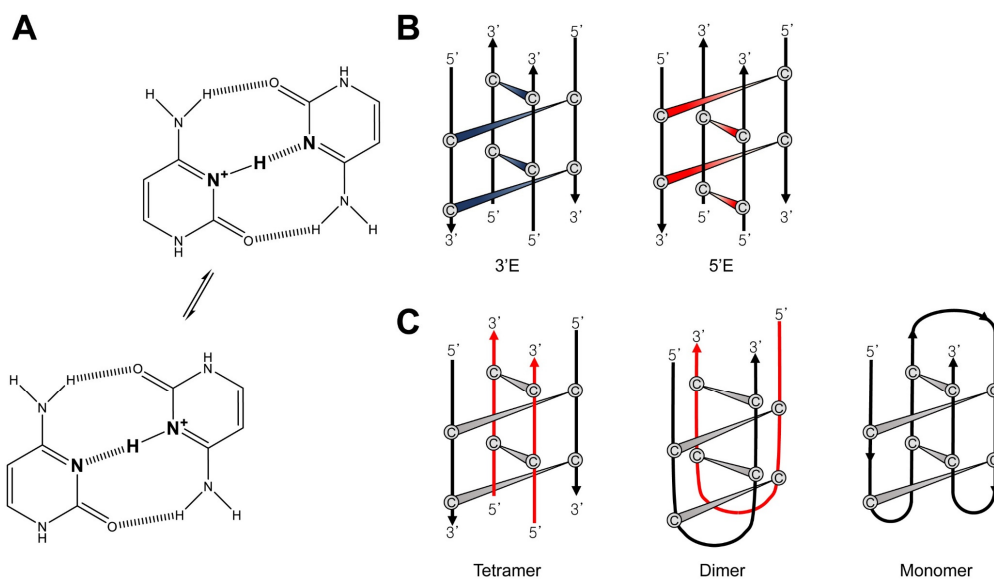 A
H
N
H H O
N
N
N⁺ H
H N
N O H
H
H
N
H H O
N
N⁺
H
N
H N
N O H
H
B
3' 5'
5' 3'
C
C C
C
C
C C
C
3' 5' 5'
5'
3'
3'E
3' 5'
5' 3'
C
C
C
C
C
C
C
C
3' 5' 3'
5'
5'E
C
3' 5'
5' 3'
C
C
C
C
C
C
C
C
5'
3' 3'
5'
Tetramer
5'
5' 3' 3'
C
C
C
C
C
C
C
C
Dimer
3'
5'
C
C
C
C
C
C
C
C
Monomer